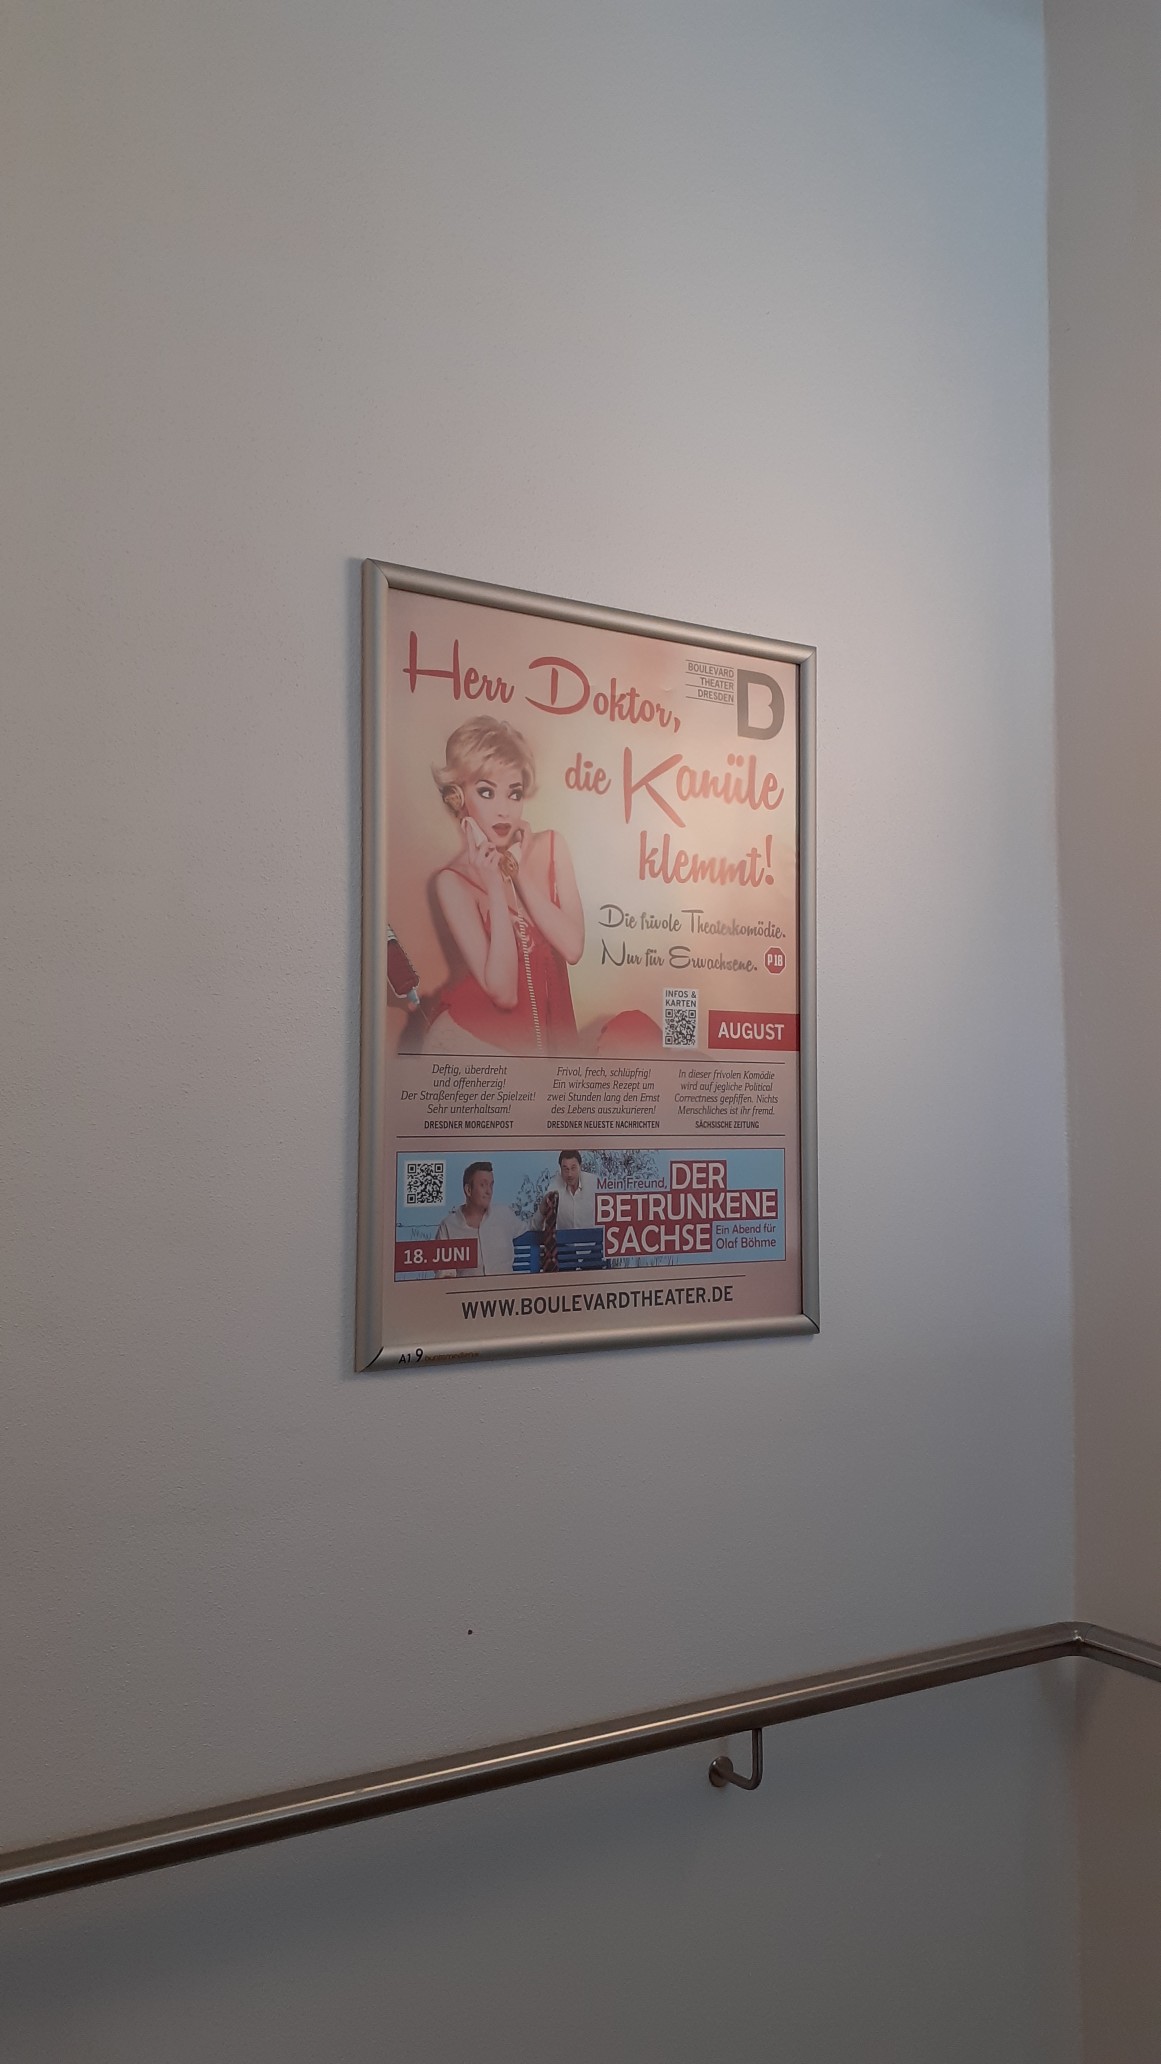 Herr Doktor,
BOULEVARD
THEATER
DRESDEN
B
die Kanüle
klemmt!
Die frivole Theaterkomödie.
Nur für Erwachsene. P18
INFOS &
KARTEN
AUGUST
Deftig, überdreht
und offenherzig!
Der Straßenfeger der Spielzeit!
Sehr unterhaltsam!
DRESDNER MORGENPOST
Frivol, frech, schlüpfrig!
Ein wirksames Rezept um
zwei Stunden lang den Ernst
des Lebens auszukurieren!
DRESDNER NEUESTE NACHRICHTEN
In dieser frivolen Komödie
wird auf jegliche Political
Correctness gepfiffen. Nichts
Menschliches ist ihr fremd.
SÄCHSISCHE ZEITUNG
Mein Freund, DER
BETRUNKENE
SACHSE
Ein Abend für
Olaf Böhme
18. JUNI
WWW.BOULEVARDTHEATER.DE
A1 9